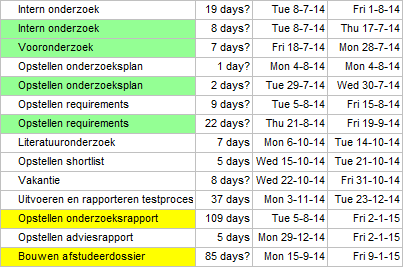 Intern onderzoek 19 days? Tue 8-7-14 Fri 1-8-14
Intern onderzoek 8 days? Tue 8-7-14 Thu 17-7-14
Vooronderzoek 7 days? Fri 18-7-14 Mon 28-7-14
Opstellen onderzoeksplan 1 day? Mon 4-8-14 Mon 4-8-14
Opstellen onderzoeksplan 2 days? Tue 29-7-14 Wed 30-7-14
Opstellen requirements 9 days? Tue 5-8-14 Fri 15-8-14
Opstellen requirements 22 days? Thu 21-8-14 Fri 19-9-14
Literatuuronderzoek 7 days Mon 6-10-14 Tue 14-10-14
Opstellen shortlist 5 days Wed 15-10-14 Tue 21-10-14
Vakantie 8 days? Wed 22-10-14 Fri 31-10-14
Uitvoeren en rapporteren testproces 37 days Mon 3-11-14 Tue 23-12-14
Opstellen onderzoeksrapport 109 days Tue 5-8-14 Fri 2-1-15
Opstellen adviesrapport 5 days Mon 29-12-14 Fri 2-1-15
Bouwen afstudeerdossier 85 days? Mon 15-9-14 Fri 9-1-15